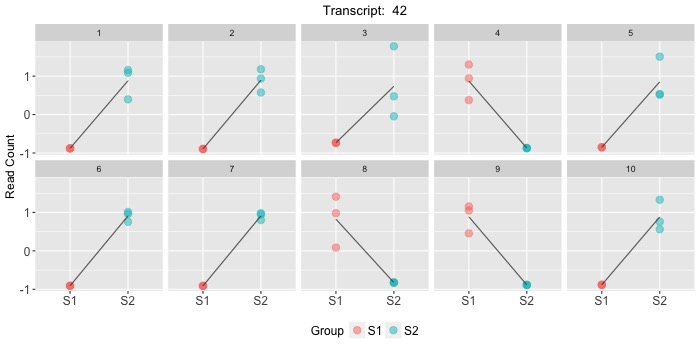 Transcript: 42
1 2 3 4 5
1
0
-1
Read Count
6 7 8 9 10
1
0
-1
S1 S2 S1 S2 S1 S2 S1 S2 S1 S2
Group S1 S2